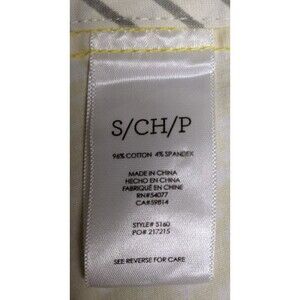 S/CH/P
96% COTTON 4% SPANDEX
MADE IN CHINA
HECHO EN CHINA
FABRIQUÉ EN CHINE
RN#54077
CA#59814
STYLE# 5160
PO# 217215
SEE REVERSE FOR CARE